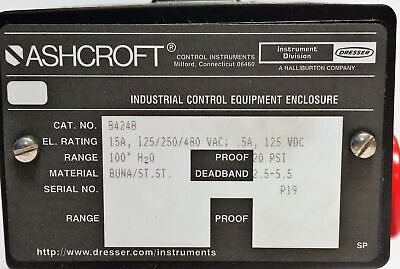 ASHCROFT®
CONTROL INSTRUMENTS
Milford, Connecticut 06460
Instrument
Division
DRESSER
A HALLIBURTON COMPANY
INDUSTRIAL CONTROL EQUIPMENT ENCLOSURE
CAT. NO. B424B
EL. RATING 15A, 125/250/480 VAC; .5A, 125 VDC
RANGE 100" H2O PROOF 20 PSI
MATERIAL BUNA/ST.ST. DEADBAND 2.5-5.5
SERIAL NO. P19
RANGE PROOF
http://www.dresser.com/instruments
SP